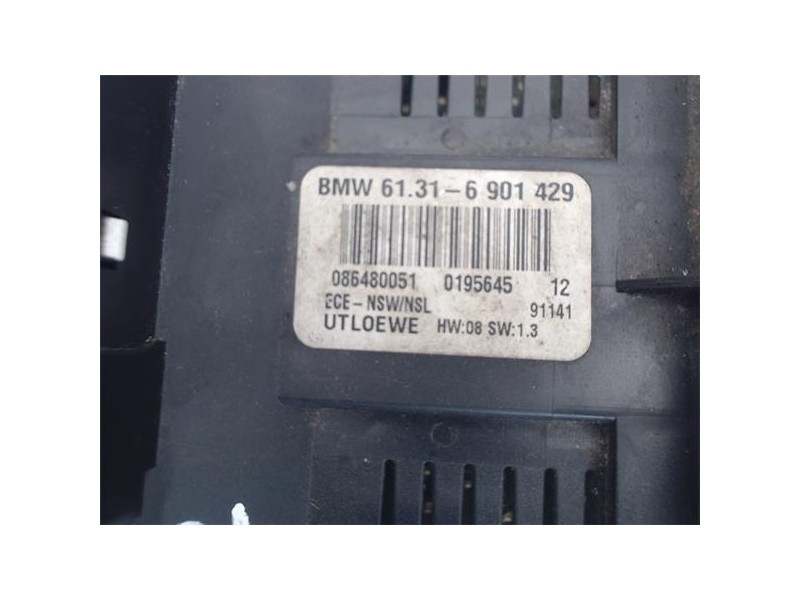 BMW 61.31-6 901 429
086480051 0195645 12
ECE-NSW/NSL 91141
UTLOEWE HW:08 SW:1.3